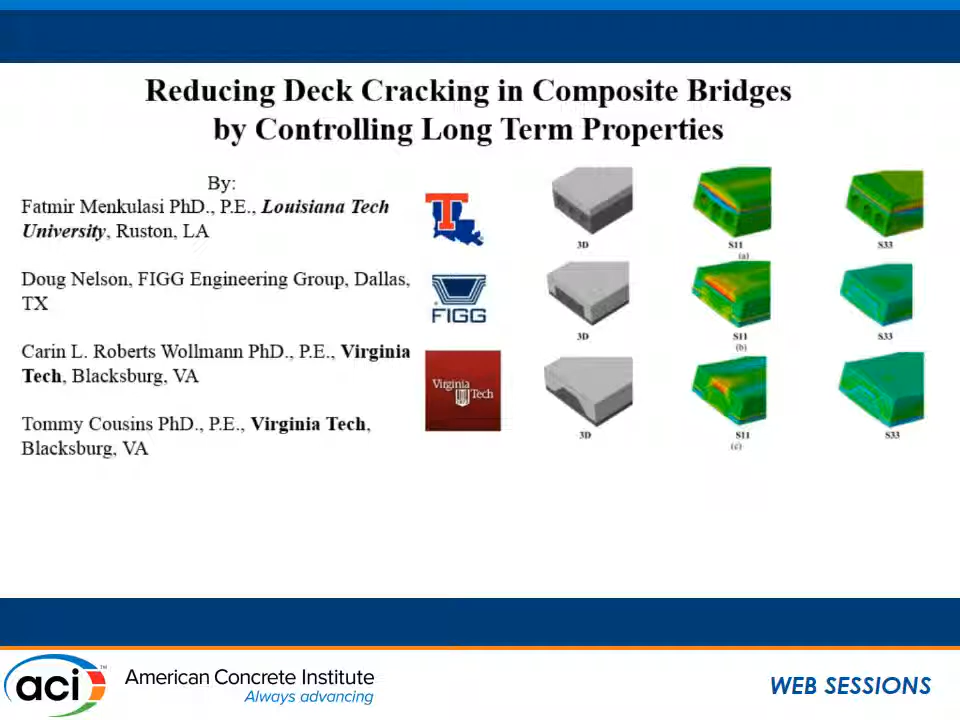 Reducing Deck Cracking in Composite Bridges
by Controlling Long Term Properties
By:
Fatmir Menkulasi PhD., P.E., Louisiana Tech
University, Ruston, LA
Doug Nelson, FIGG Engineering Group, Dallas,
TX
Carin L. Roberts Wollmann PhD., P.E., Virginia
Tech, Blacksburg, VA
Tommy Cousins PhD., P.E., Virginia Tech,
Blacksburg, VA
T
FIGG
Virginia
Tech
3D
S11
S33
(a)
3D
S11
S33
(b)
3D
S11
S33
(c)
aci™
American Concrete Institute
Always advancing
WEB SESSIONS